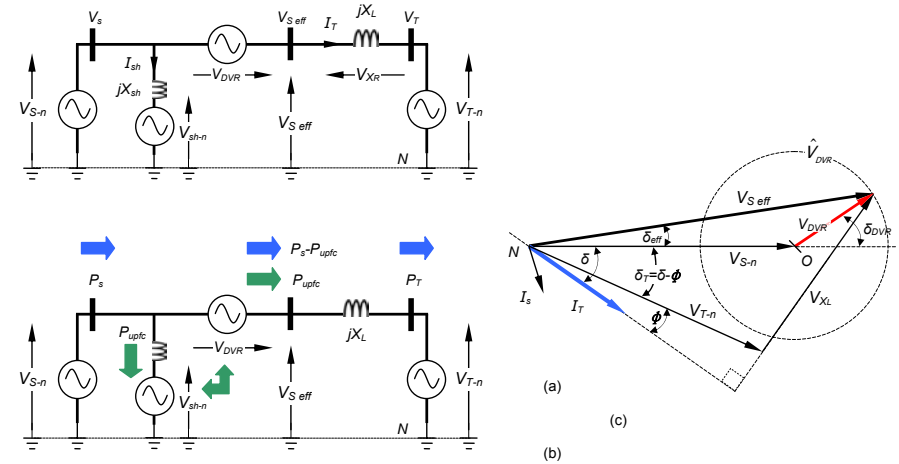 V_s V_S eff I_T jX_L V_T
I_sh
jX_sh V_DVR V_XR
V_S-n V_sh-n V_S eff V_T-n
N
P_s-P_upfc
P_s P_upfc P_T
P_upfc jX_L
V_DVR
V_S-n V_sh-n V_S eff V_T-n
N
V̂_DVR
V_S eff
V_DVR δ_DVR
N δ_eff
δ V_S-n O
δ_T=δ-Φ
I_s I_T V_T-n V_XL
Φ
(a)
(c)
(b)